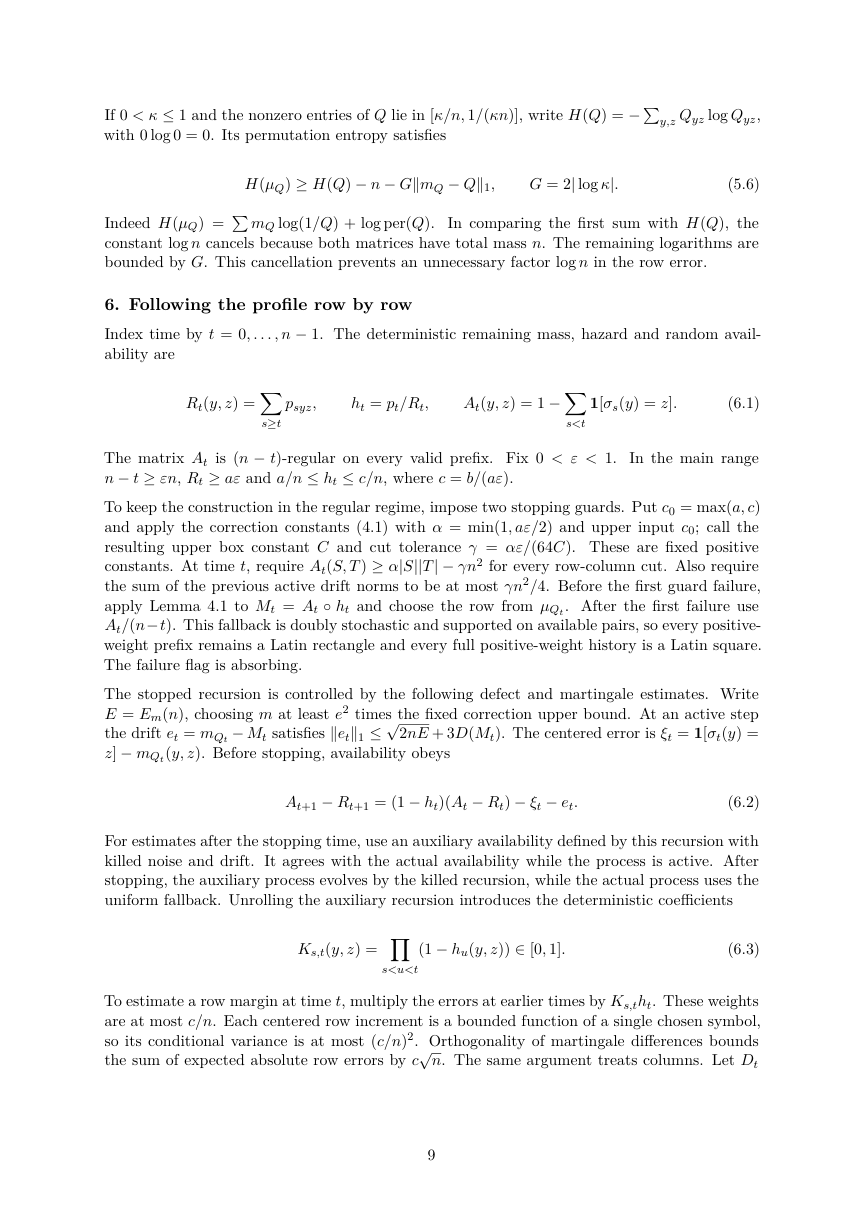 If 0 < κ ≤ 1 and the nonzero entries of Q lie in [κ/n, 1/(κn)], write H(Q) = − ∑_{y,z} Q_{yz} log Q_{yz},
with 0 log 0 = 0. Its permutation entropy satisfies
H(μ_Q) ≥ H(Q) − n − G‖m_Q − Q‖₁,  G = 2| log κ|. (5.6)
Indeed H(μ_Q) = ∑ m_Q log(1/Q) + log per(Q). In comparing the first sum with H(Q), the
constant log n cancels because both matrices have total mass n. The remaining logarithms are
bounded by G. This cancellation prevents an unnecessary factor log n in the row error.
6. Following the profile row by row
Index time by t = 0, . . . , n − 1. The deterministic remaining mass, hazard and random avail-
ability are
R_t(y, z) = ∑_{s≥t} p_{syz},  h_t = p_t/R_t,  A_t(y, z) = 1 − ∑_{s<t} 𝟏[σ_s(y) = z]. (6.1)
The matrix A_t is (n − t)-regular on every valid prefix. Fix 0 < ε < 1. In the main range
n − t ≥ εn, R_t ≥ aε and a/n ≤ h_t ≤ c/n, where c = b/(aε).
To keep the construction in the regular regime, impose two stopping guards. Put c₀ = max(a, c)
and apply the correction constants (4.1) with α = min(1, aε/2) and upper input c₀; call the
resulting upper box constant C and cut tolerance γ = αε/(64C). These are fixed positive
constants. At time t, require A_t(S, T) ≥ α|S||T| − γn² for every row-column cut. Also require
the sum of the previous active drift norms to be at most γn²/4. Before the first guard failure,
apply Lemma 4.1 to M_t = A_t ∘ h_t and choose the row from μ_{Q_t}. After the first failure use
A_t/(n−t). This fallback is doubly stochastic and supported on available pairs, so every positive-
weight prefix remains a Latin rectangle and every full positive-weight history is a Latin square.
The failure flag is absorbing.
The stopped recursion is controlled by the following defect and martingale estimates. Write
E = E_m(n), choosing m at least e² times the fixed correction upper bound. At an active step
the drift e_t = m_{Q_t} − M_t satisfies ‖e_t‖₁ ≤ √(2nE) + 3D(M_t). The centered error is ξ_t = 𝟏[σ_t(y) =
z] − m_{Q_t}(y, z). Before stopping, availability obeys
A_{t+1} − R_{t+1} = (1 − h_t)(A_t − R_t) − ξ_t − e_t. (6.2)
For estimates after the stopping time, use an auxiliary availability defined by this recursion with
killed noise and drift. It agrees with the actual availability while the process is active. After
stopping, the auxiliary process evolves by the killed recursion, while the actual process uses the
uniform fallback. Unrolling the auxiliary recursion introduces the deterministic coefficients
K_{s,t}(y, z) = ∏_{s<u<t} (1 − h_u(y, z)) ∈ [0, 1]. (6.3)
To estimate a row margin at time t, multiply the errors at earlier times by K_{s,t}h_t. These weights
are at most c/n. Each centered row increment is a bounded function of a single chosen symbol,
so its conditional variance is at most (c/n)². Orthogonality of martingale differences bounds
the sum of expected absolute row errors by c√n. The same argument treats columns. Let D_t
9